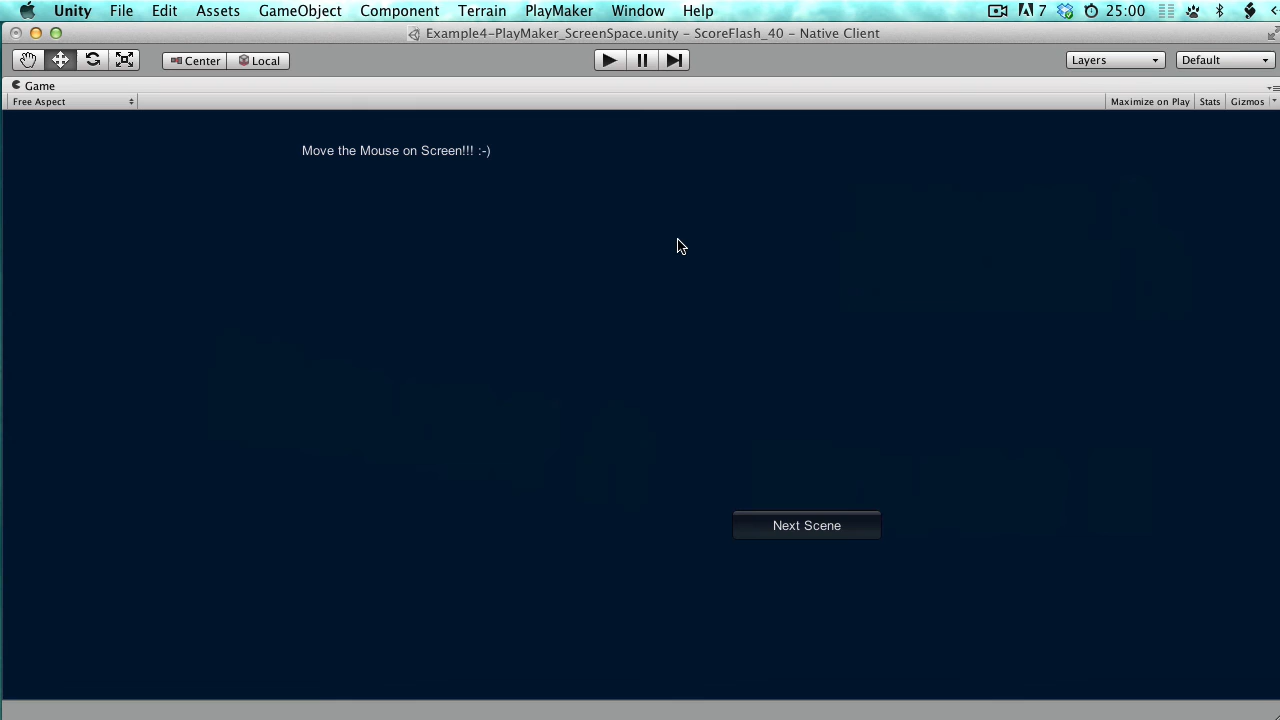 Unity File Edit Assets GameObject Component Terrain PlayMaker Window Help 7 25:00
Example4-PlayMaker_ScreenSpace.unity - ScoreFlash_40 - Native Client
Center Local Layers Default
Game
Free Aspect Maximize on Play Stats Gizmos
Move the Mouse on Screen!!! :-)
Next Scene